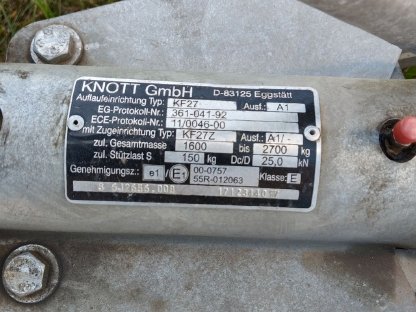 KNOTT GmbH D-83125 Eggstätt
Auflaufeinrichtung Typ: KF27 Ausf.: A1
EG-Protokoll-Nr.: 361-041-92
ECE-Protokoll-Nr.: 11/0046-00
mit Zugeinrichtung Typ: KF27Z Ausf.: A1/-
zul. Gesamtmasse 1600 bis 2700 kg
zul. Stützlast S 150 kg Dc/D 25,0 kN
Genehmigungsz.: e1 / E1 00-0757 Klasse: E
55R-012063